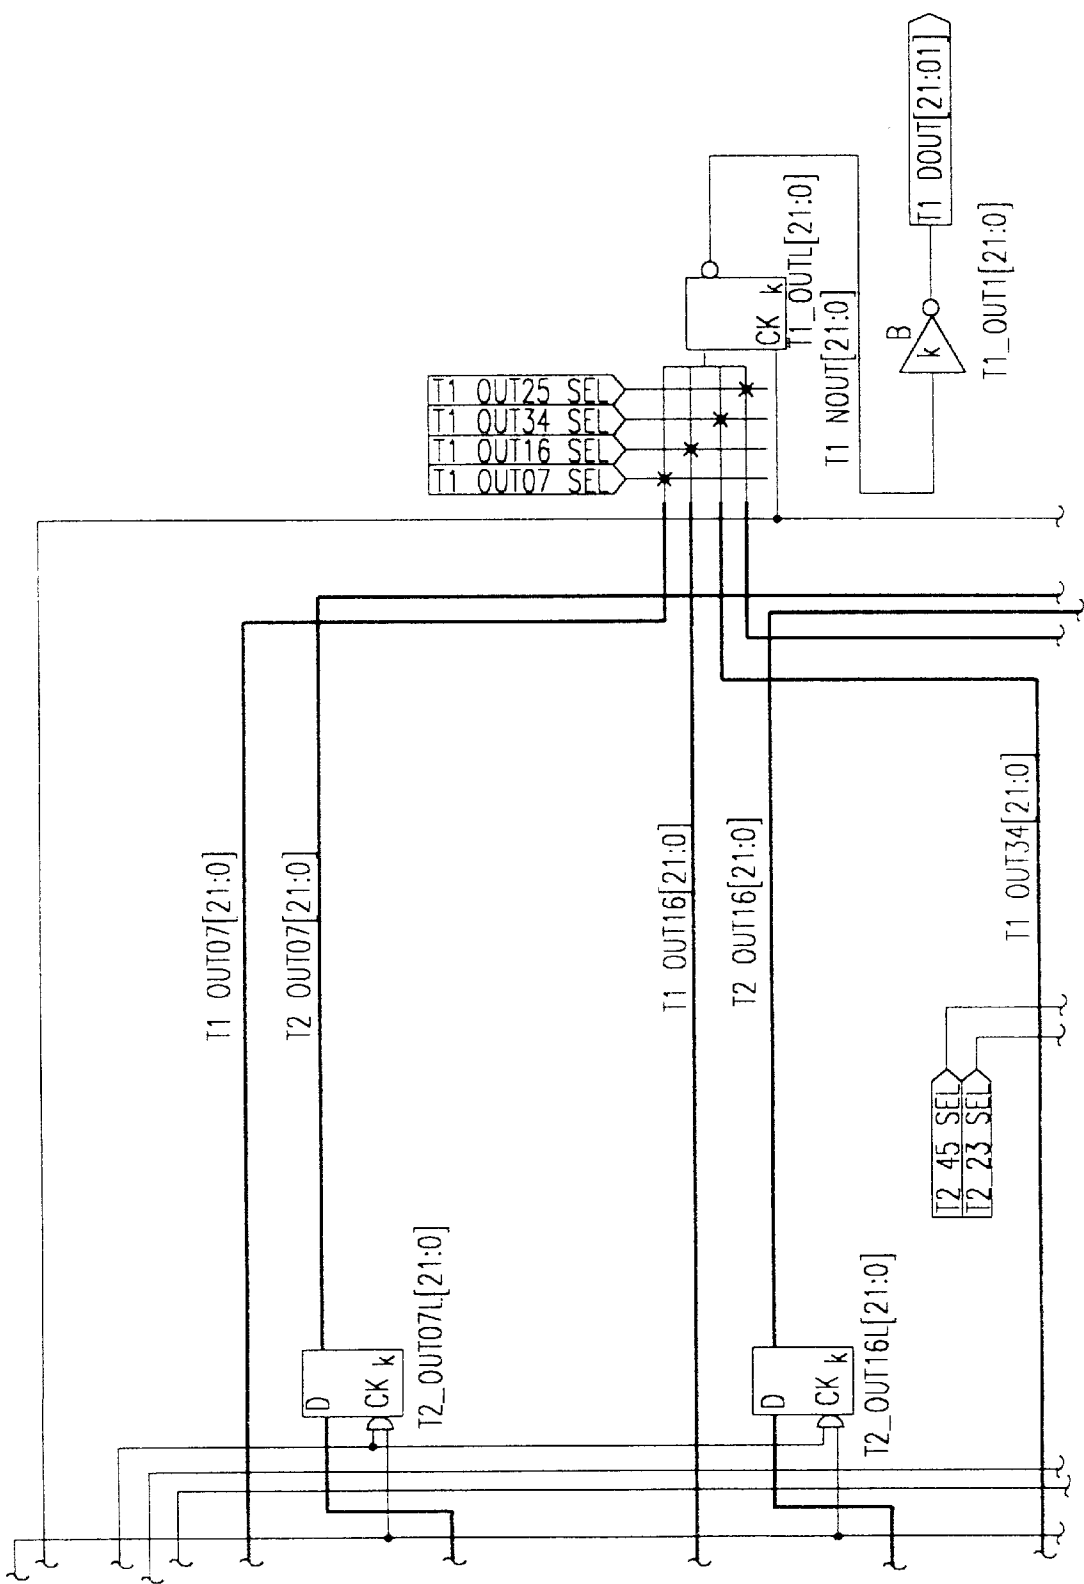 T1 OUT07[21:0]
T2 OUT07[21:0]
D
CK k
T2_OUT07L[21:0]
T1 OUT25 SEL
T1 OUT34 SEL
T1 OUT16 SEL
T1 OUT07 SEL
T1 OUT16[21:0]
T2 OUT16[21:0]
D
CK k
T2_OUT16L[21:0]
CK k
T1_OUTL[21:0]
T1 NOUT[21:0]
B
k
T1 DOUT[21:01]
T1_OUT1[21:0]
T2 45 SEL
T2 23 SEL
T1 OUT34[21:0]